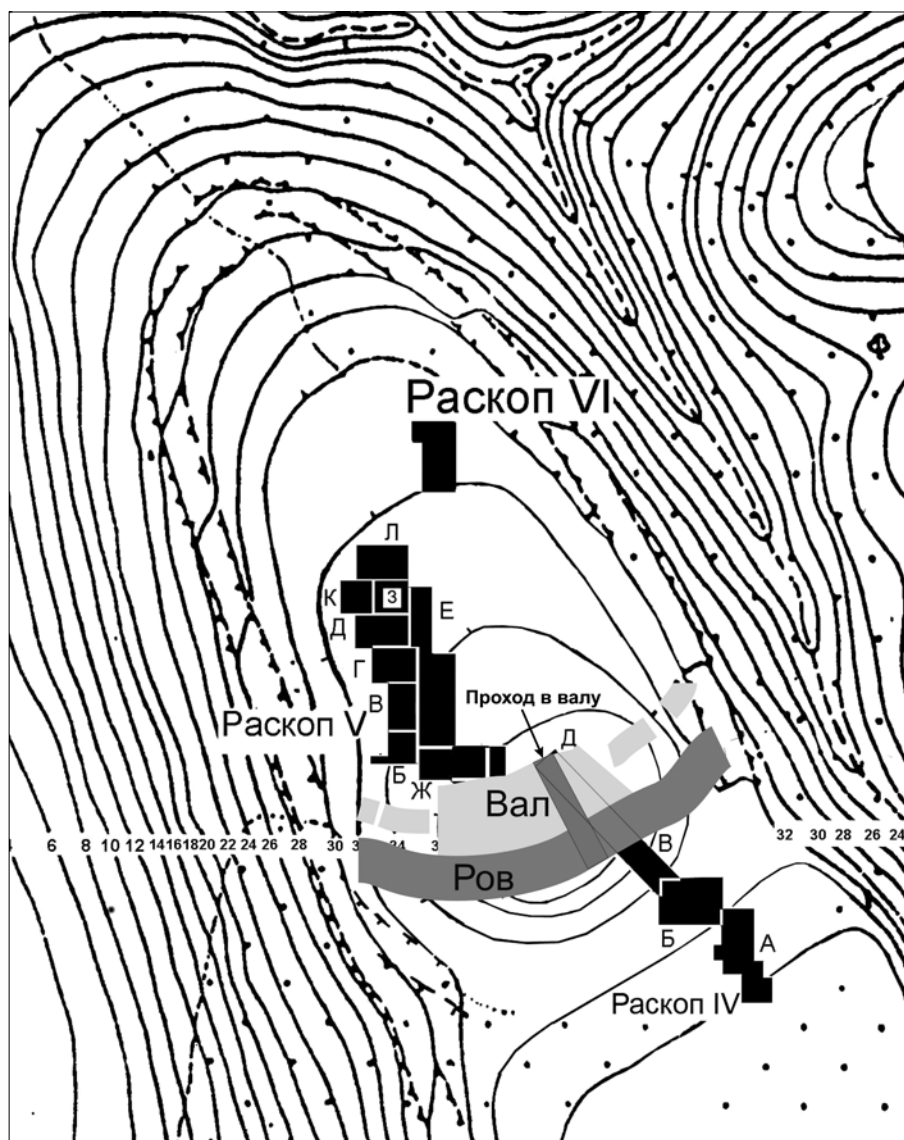 Раскоп VI
Л
К
З
Е
Д
Г
Проход в валу
В
Раскоп V
Д
Б
Ж
Вал
6 8 10 12 14 16 18 20 22 24 26 28 30
34
В
32 30 28 26 24
Ров
Б
А
Раскоп IV